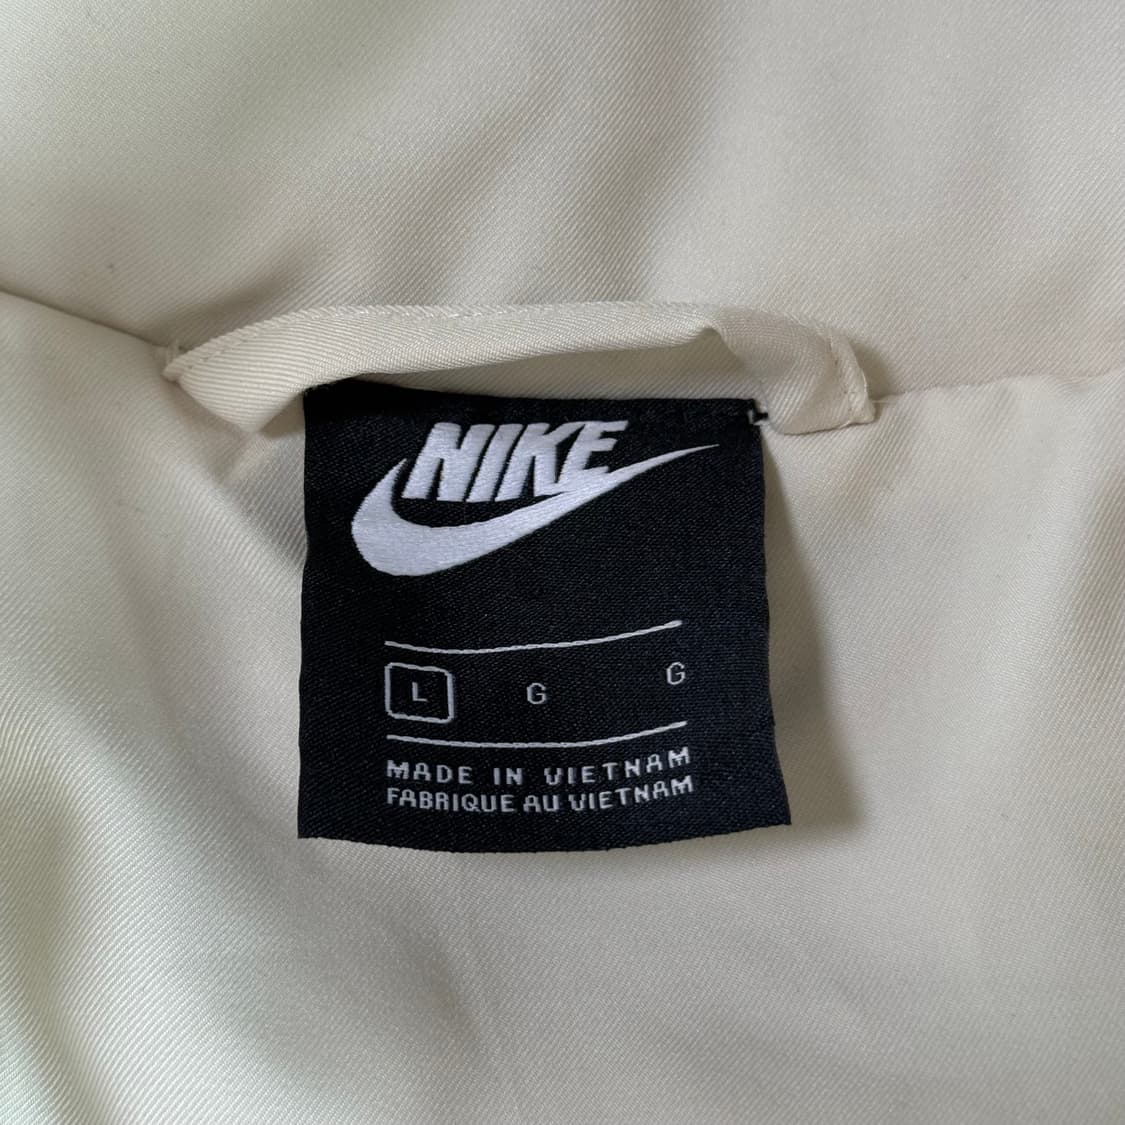 NIKE
L G G
MADE IN VIETNAM
FABRIQUE AU VIETNAM